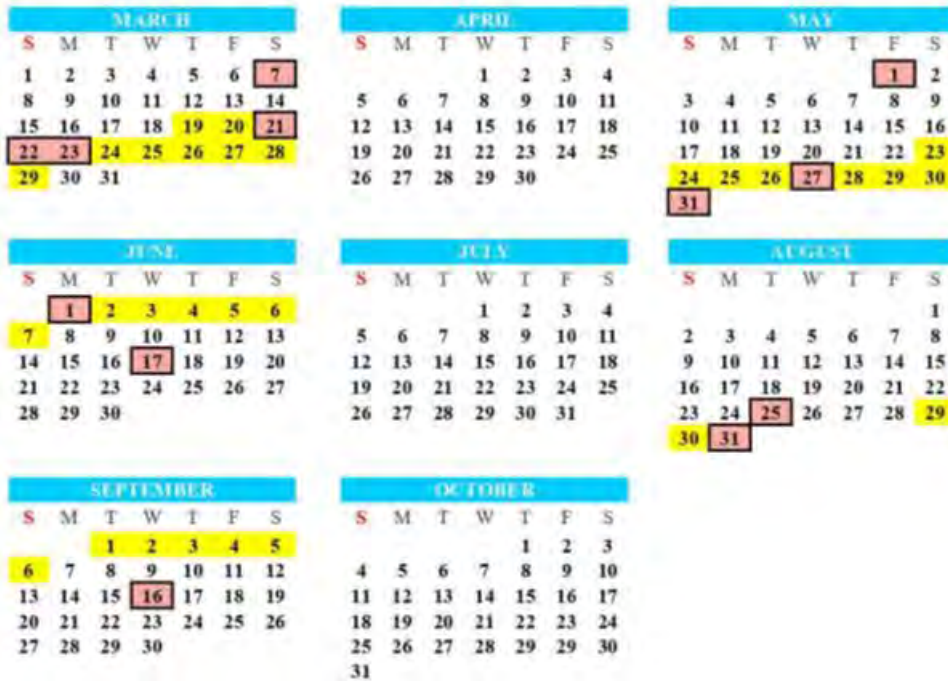 MARCH
S M T W T F S
1 2 3 4 5 6 7
8 9 10 11 12 13 14
15 16 17 18 19 20 21
22 23 24 25 26 27 28
29 30 31
APRIL
S M T W T F S
1 2 3 4
5 6 7 8 9 10 11
12 13 14 15 16 17 18
19 20 21 22 23 24 25
26 27 28 29 30
MAY
S M T W T F S
1 2
3 4 5 6 7 8 9
10 11 12 13 14 15 16
17 18 19 20 21 22 23
24 25 26 27 28 29 30
31
JUNE
S M T W T F S
1 2 3 4 5 6
7 8 9 10 11 12 13
14 15 16 17 18 19 20
21 22 23 24 25 26 27
28 29 30
JULY
S M T W T F S
1 2 3 4
5 6 7 8 9 10 11
12 13 14 15 16 17 18
19 20 21 22 23 24 25
26 27 28 29 30 31
AUGUST
S M T W T F S
1
2 3 4 5 6 7 8
9 10 11 12 13 14 15
16 17 18 19 20 21 22
23 24 25 26 27 28 29
30 31
SEPTEMBER
S M T W T F S
1 2 3 4 5
6 7 8 9 10 11 12
13 14 15 16 17 18 19
20 21 22 23 24 25 26
27 28 29 30
OCTOBER
S M T W T F S
1 2 3
4 5 6 7 8 9 10
11 12 13 14 15 16 17
18 19 20 21 22 23 24
25 26 27 28 29 29 30
31